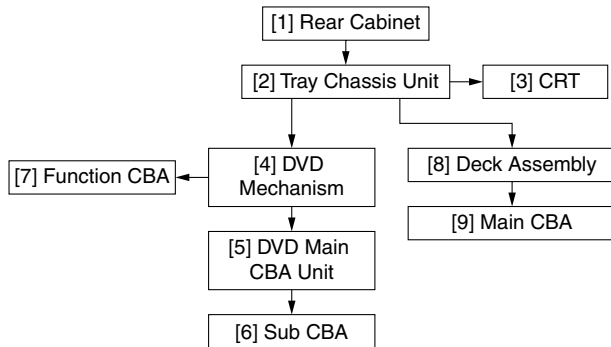 [1] Rear Cabinet
[2] Tray Chassis Unit
[3] CRT
[4] DVD
Mechanism
[7] Function CBA
[8] Deck Assembly
[9] Main CBA
[5] DVD Main
CBA Unit
[6] Sub CBA